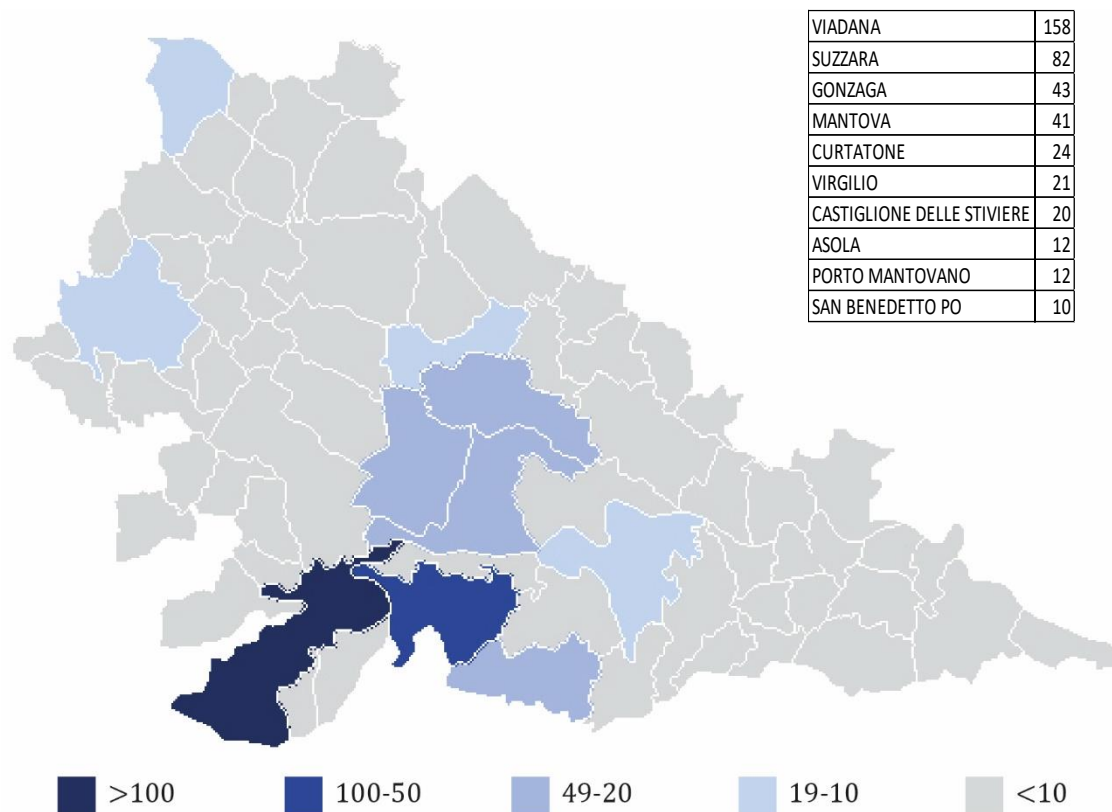 VIADANA 158
SUZZARA 82
GONZAGA 43
MANTOVA 41
CURTATONE 24
VIRGILIO 21
CASTIGLIONE DELLE STIVIERE 20
ASOLA 12
PORTO MANTOVANO 12
SAN BENEDETTO PO 10
>100 100-50 49-20 19-10 <10